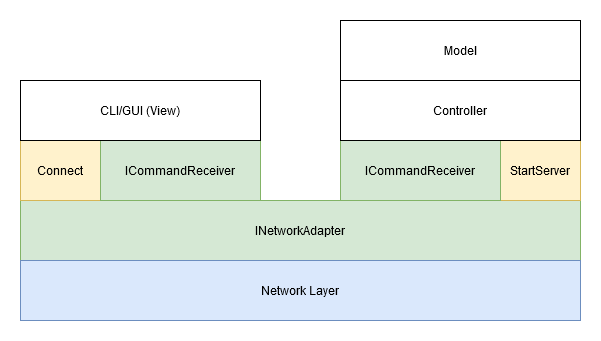 Model
CLI/GUI (View)
Controller
Connect
ICommandReceiver
ICommandReceiver
StartServer
INetworkAdapter
Network Layer